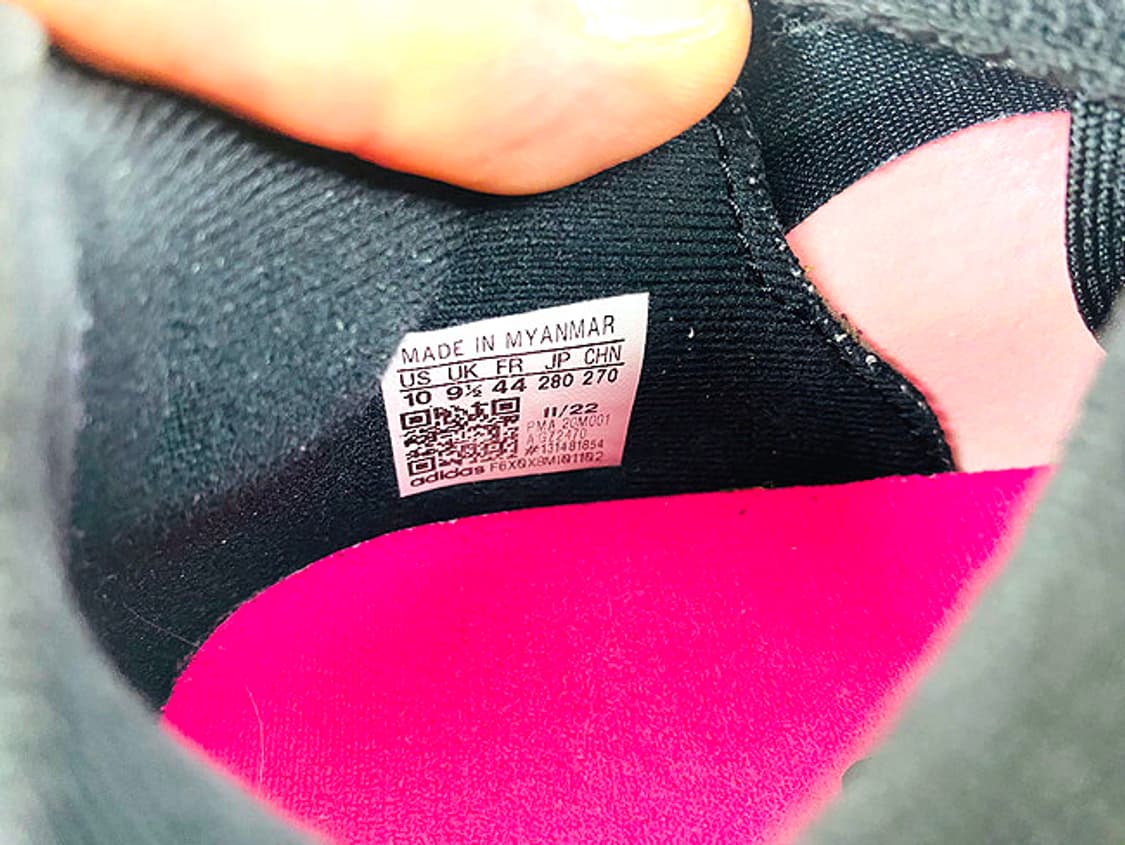 MADE IN MYANMAR
US UK FR JP CHN
10 9½ 44 280 270
11/22
PMA 20M001
#131481854
adidas